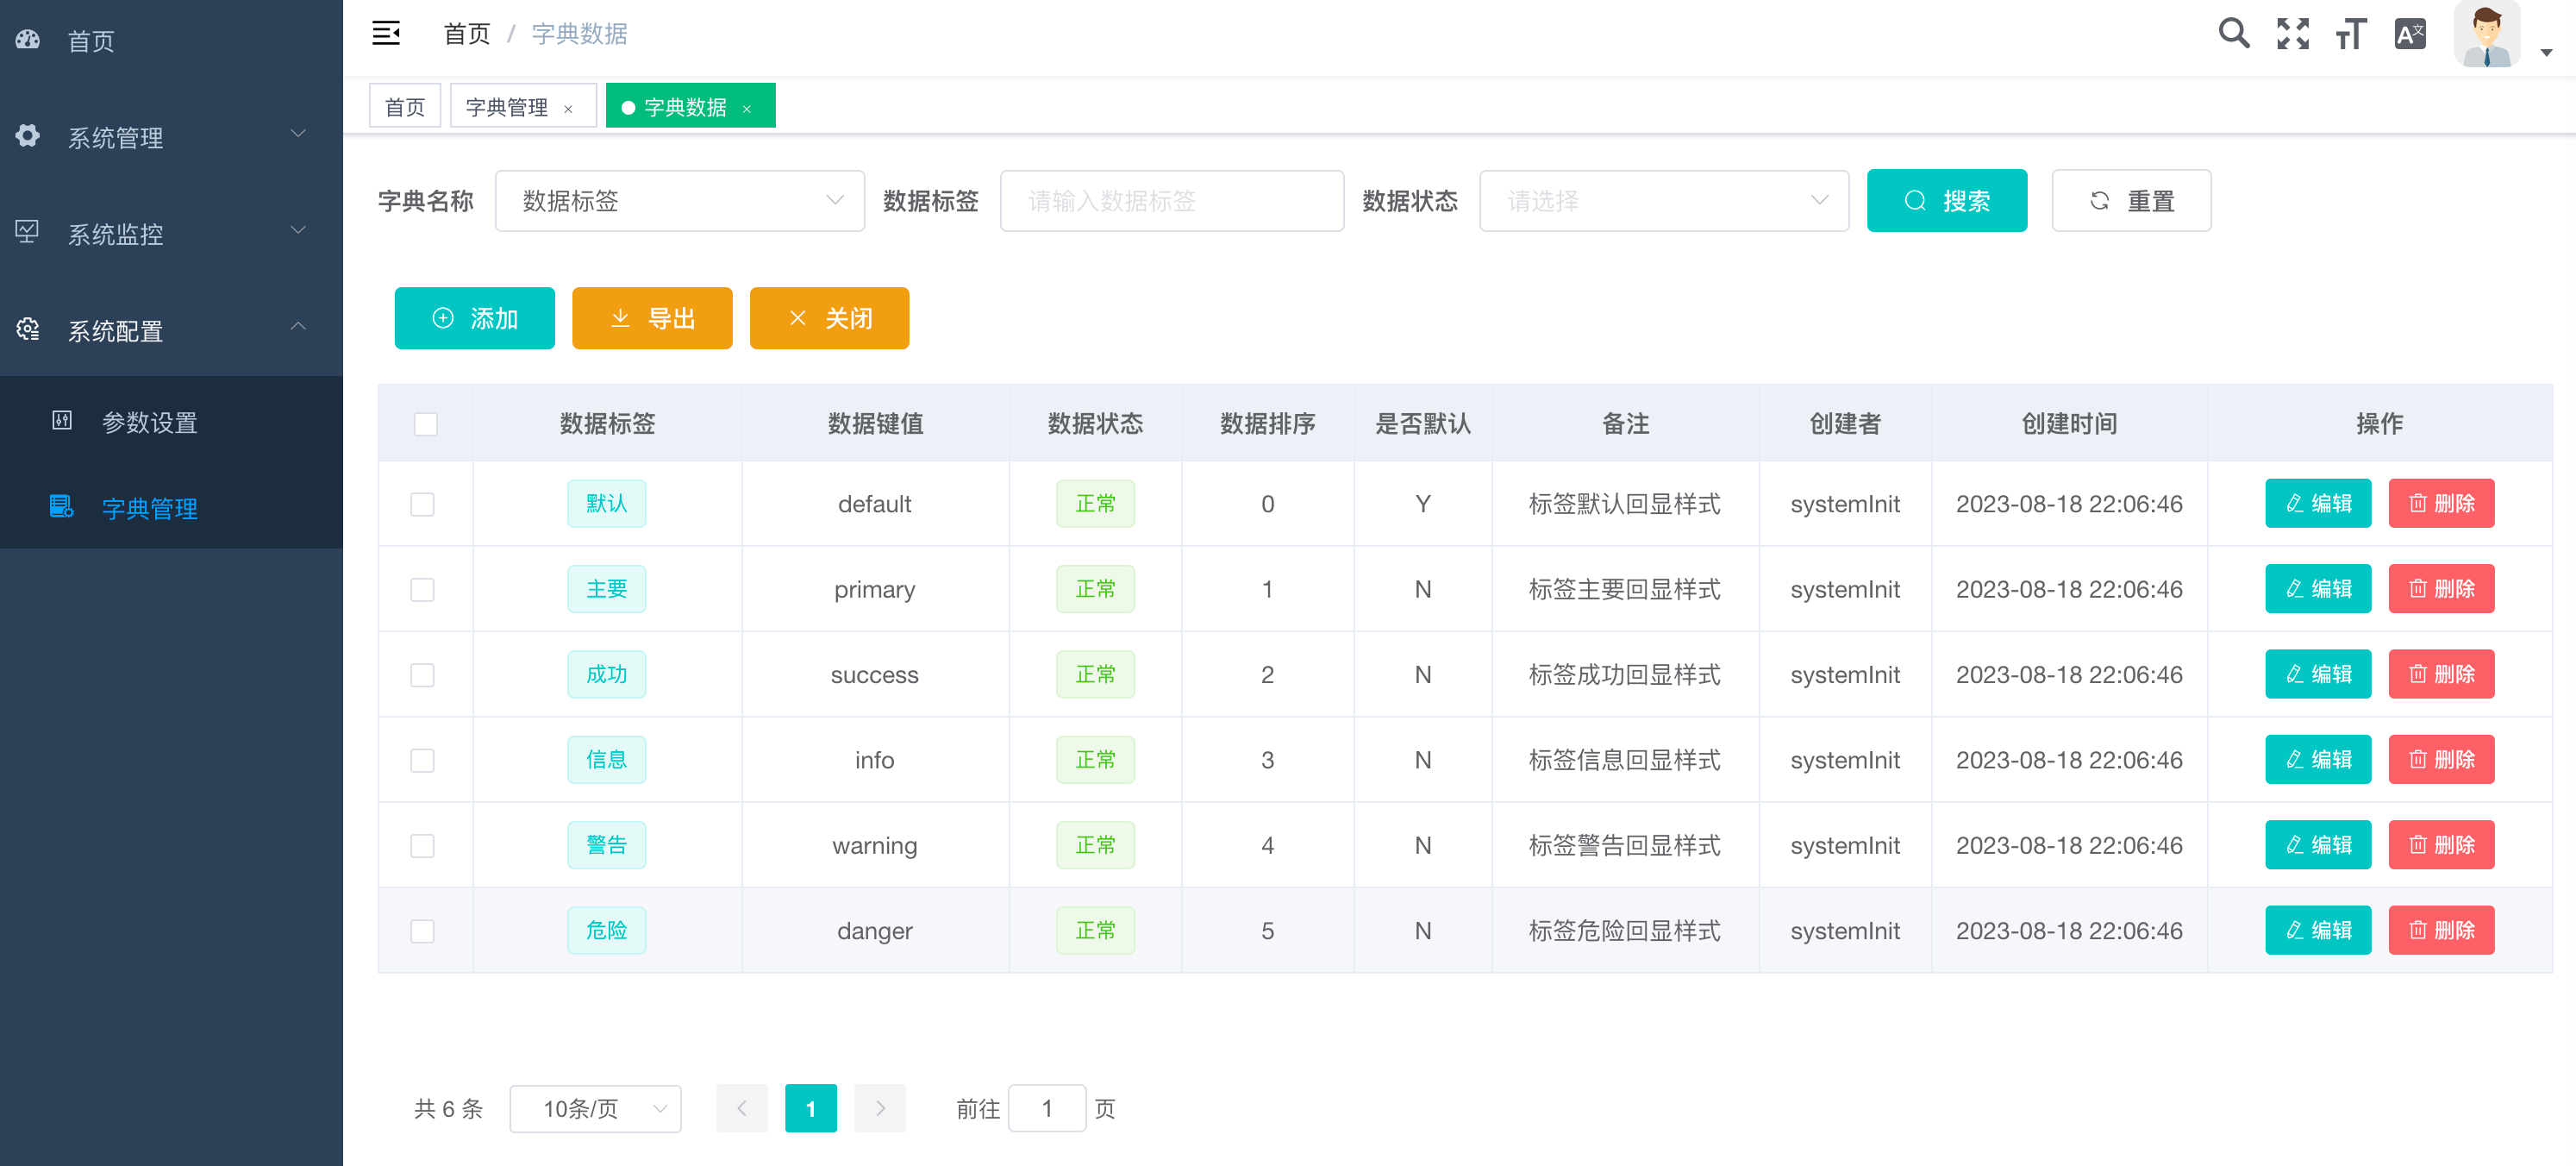 首页
系统管理
系统监控
系统配置
参数设置
字典管理
首页 / 字典数据
首页 字典管理 × 字典数据 ×
字典名称 数据标签 数据标签 请输入数据标签 数据状态 请选择 搜索 重置
添加 导出 关闭
数据标签 数据键值 数据状态 数据排序 是否默认 备注 创建者 创建时间 操作
默认 default 正常 0 Y 标签默认回显样式 systemInit 2023-08-18 22:06:46 编辑 删除
主要 primary 正常 1 N 标签主要回显样式 systemInit 2023-08-18 22:06:46 编辑 删除
成功 success 正常 2 N 标签成功回显样式 systemInit 2023-08-18 22:06:46 编辑 删除
信息 info 正常 3 N 标签信息回显样式 systemInit 2023-08-18 22:06:46 编辑 删除
警告 warning 正常 4 N 标签警告回显样式 systemInit 2023-08-18 22:06:46 编辑 删除
危险 danger 正常 5 N 标签危险回显样式 systemInit 2023-08-18 22:06:46 编辑 删除
共 6 条 10条/页 1 前往 1 页